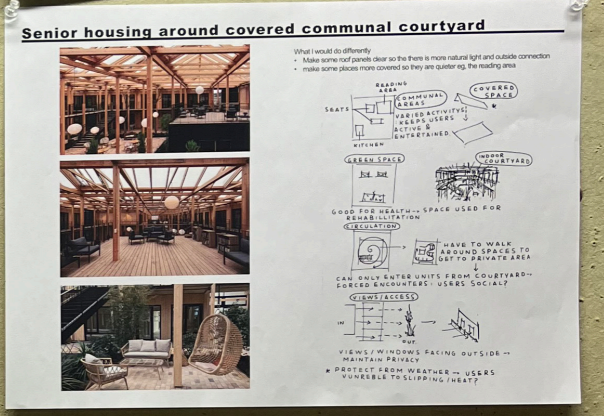 Senior housing around covered communal courtyard
What I would do differently
• Make some roof panels clear so the there is more natural light and outside connection
• make some places more covered so they are quieter eg, the reading area
READING
AREA
SEATS
KITCHEN
COMMUNAL
AREAS
VARIED ACTIVITYS
· KEEPS USERS
ACTIVE &
ENTERTAINED.
COVERED
SPACE
*
GREEN SPACE
INDOOR
COURTYARD
GOOD FOR HEALTH → SPACE USED FOR
REHABILLITATION
CIRCULATION
HAVE TO WALK
AROUND SPACES TO
GET TO PRIVATE AREA
CAN ONLY ENTER UNITS FROM COURTYARD →
FORCED ENCOUNTERS · USERS SOCIAL?
VIEWS/ACCESS
IN
OUT
VIEWS/WINDOWS FACING OUTSIDE →
MAINTAIN PRIVACY
* PROTECT FROM WEATHER → USERS
VUNREBLE TO SLIPPING/HEAT?